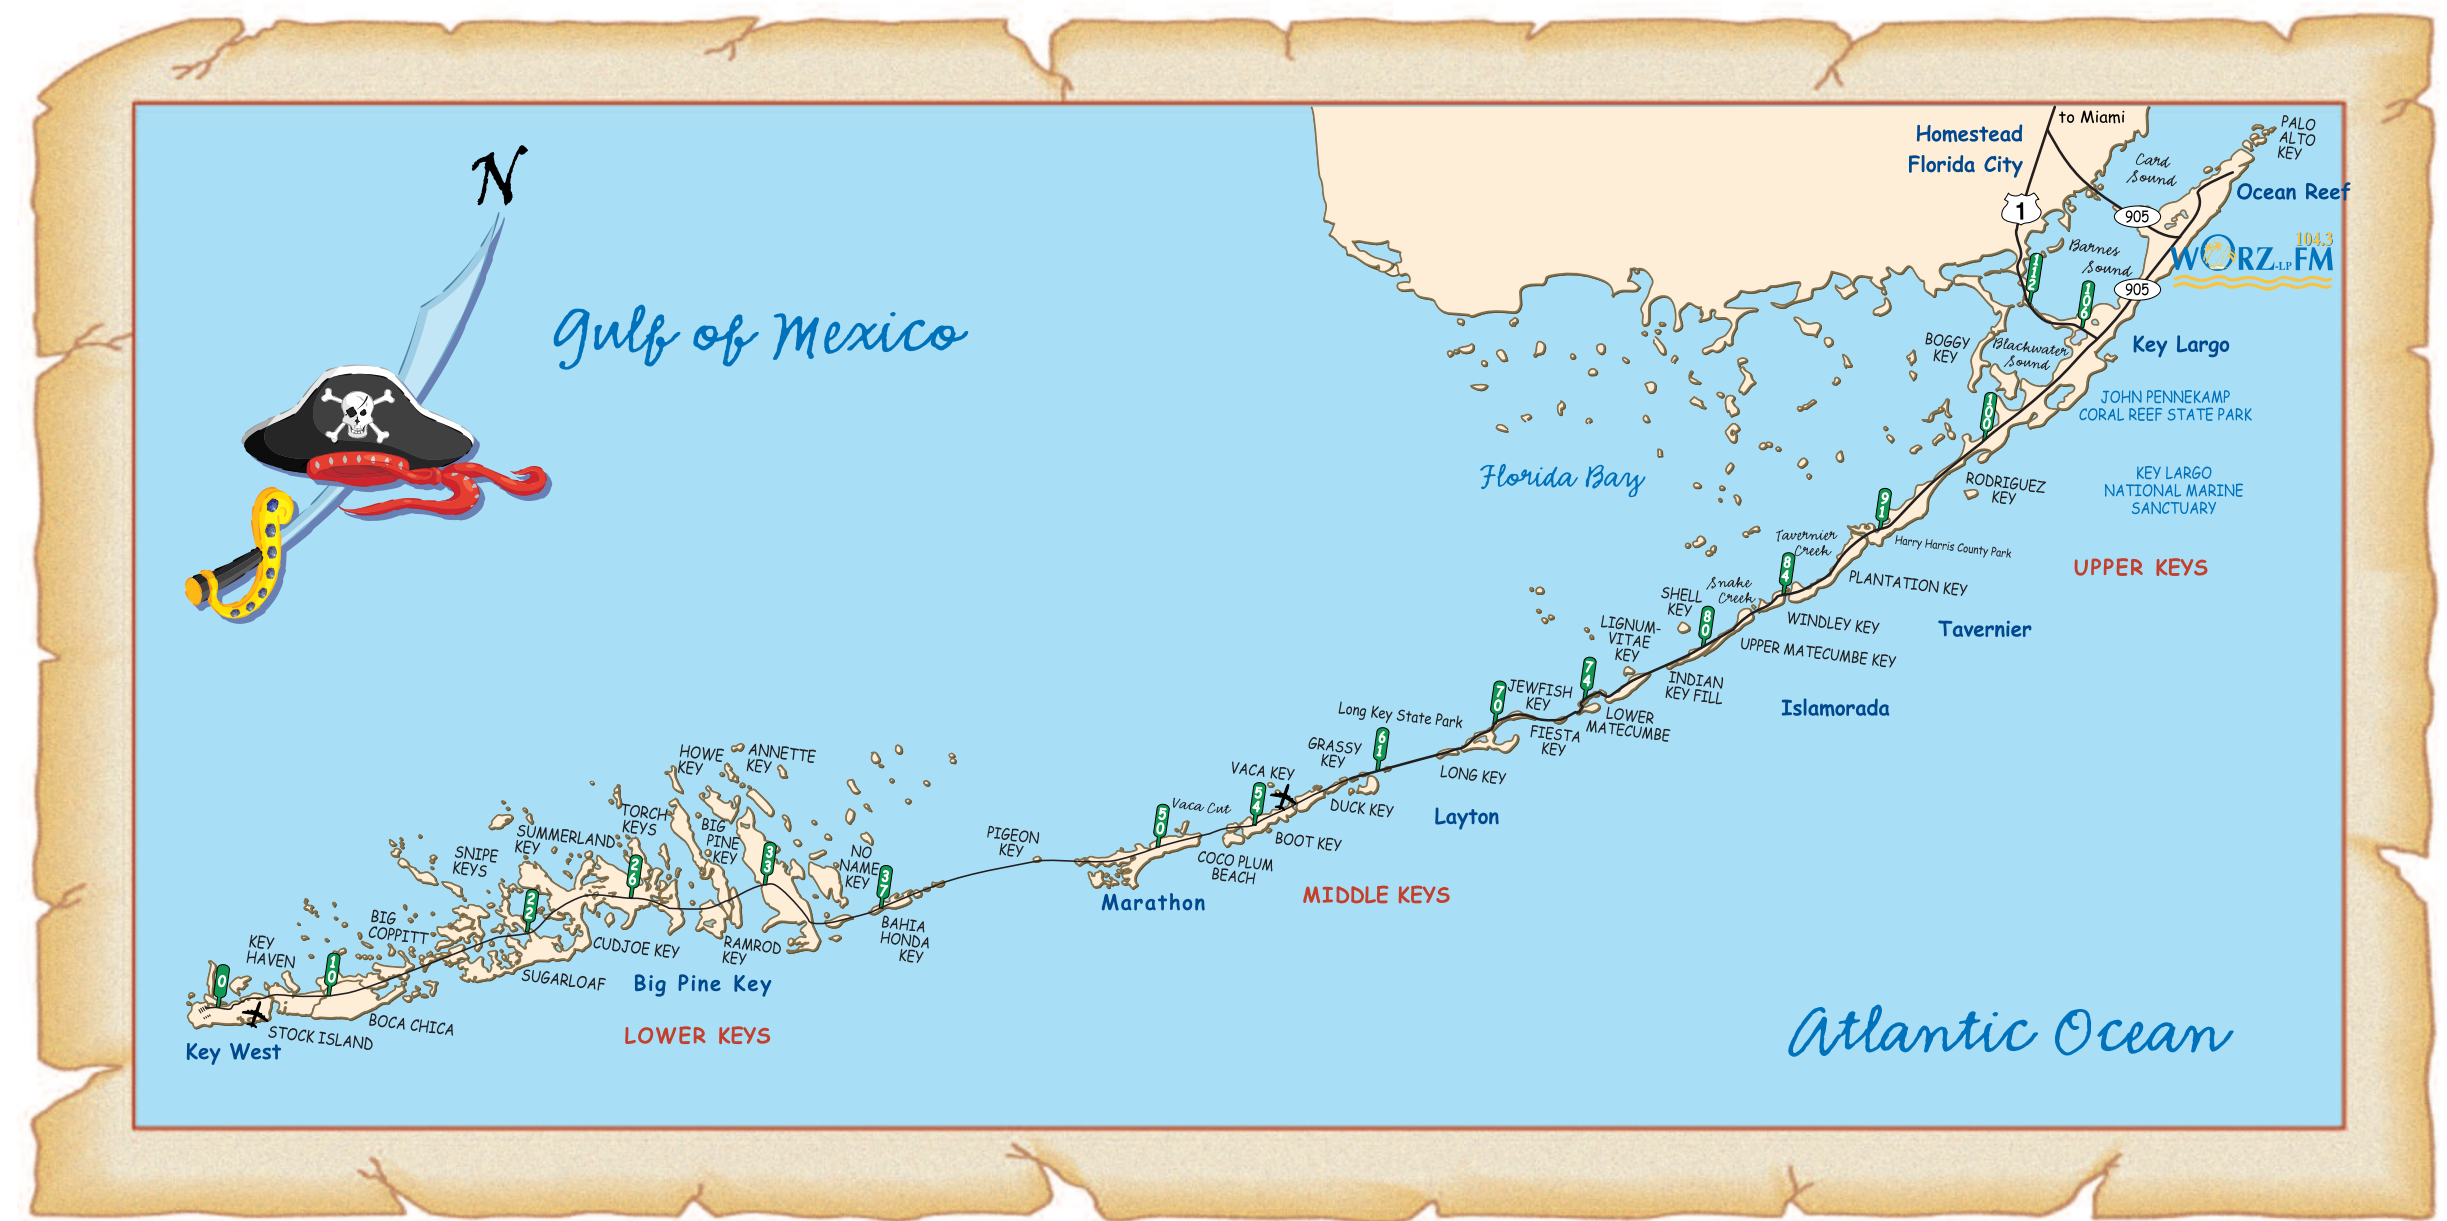 N
Gulf of Mexico
Homestead
Florida City
to Miami
1
Card
Sound
PALO
ALTO
KEY
Ocean Reef
905
104.3
WORZ-LP FM
Barnes
Sound
112
106
905
Key Largo
BOGGY
KEY
Blackwater
Sound
JOHN PENNEKAMP
CORAL REEF STATE PARK
100
KEY LARGO
NATIONAL MARINE
SANCTUARY
RODRIGUEZ
KEY
Florida Bay
91
Harry Harris County Park
UPPER KEYS
Tavernier
Creek
84
PLANTATION KEY
Snake
Creek
SHELL
KEY
80
WINDLEY KEY
Tavernier
UPPER MATECUMBE KEY
LIGNUM-
VITAE
KEY
INDIAN
KEY FILL
Islamorada
74
LOWER
MATECUMBE
JEWFISH
KEY
70
FIESTA
KEY
Long Key State Park
61
LONG KEY
GRASSY
KEY
DUCK KEY
Layton
VACA KEY
54
BOOT KEY
Vaca Cut
50
COCO PLUM
BEACH
MIDDLE KEYS
Marathon
PIGEON
KEY
HOWE
KEY
ANNETTE
KEY
TORCH
KEYS
BIG
PINE
KEY
33
NO
NAME
KEY
37
BAHIA
HONDA
KEY
SUMMERLAND
KEY
26
SNIPE
KEYS
22
CUDJOE KEY
RAMROD
KEY
Big Pine Key
SUGARLOAF
LOWER KEYS
BIG
COPPITT
KEY
HAVEN
10
0
BOCA CHICA
STOCK ISLAND
Key West
Atlantic Ocean